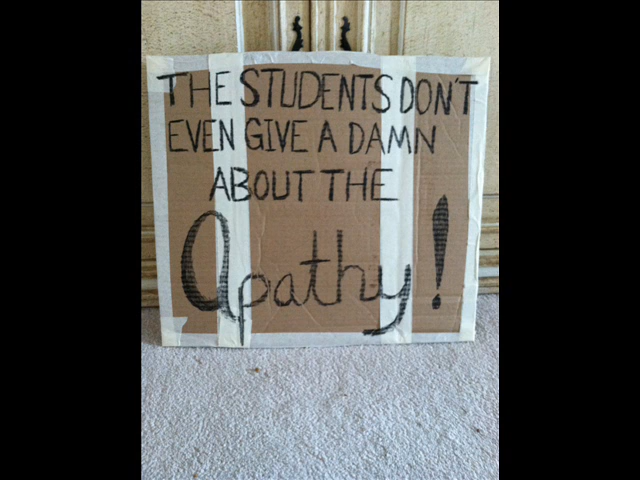 THE STUDENTS DON'T
EVEN GIVE A DAMN
ABOUT THE
Apathy!